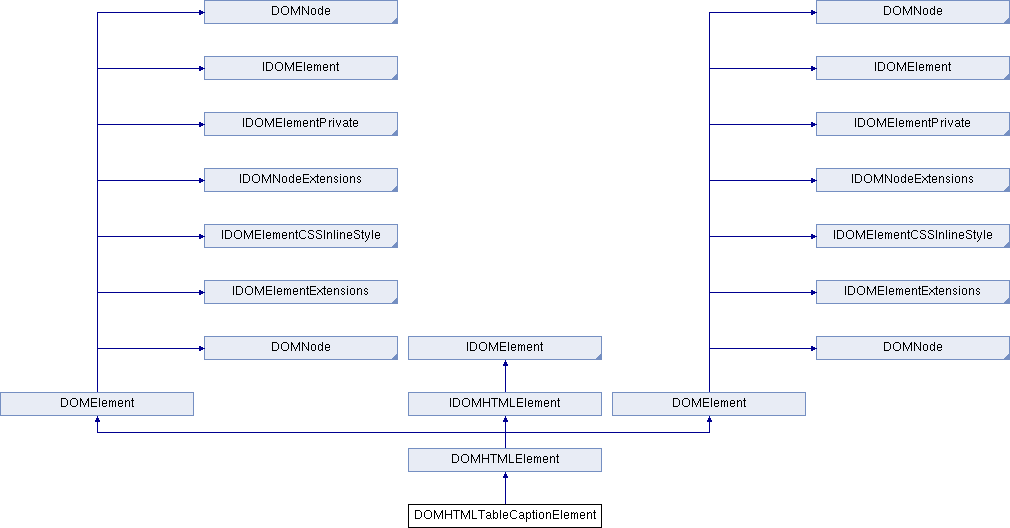 DOMNode
DOMNode
IDOMElement
IDOMElement
IDOMElementPrivate
IDOMElementPrivate
IDOMNodeExtensions
IDOMNodeExtensions
IDOMElementCSSInlineStyle
IDOMElementCSSInlineStyle
IDOMElementExtensions
IDOMElementExtensions
DOMNode
IDOMElement
DOMNode
DOMElement
IDOMHTMLElement
DOMElement
DOMHTMLElement
DOMHTMLTableCaptionElement